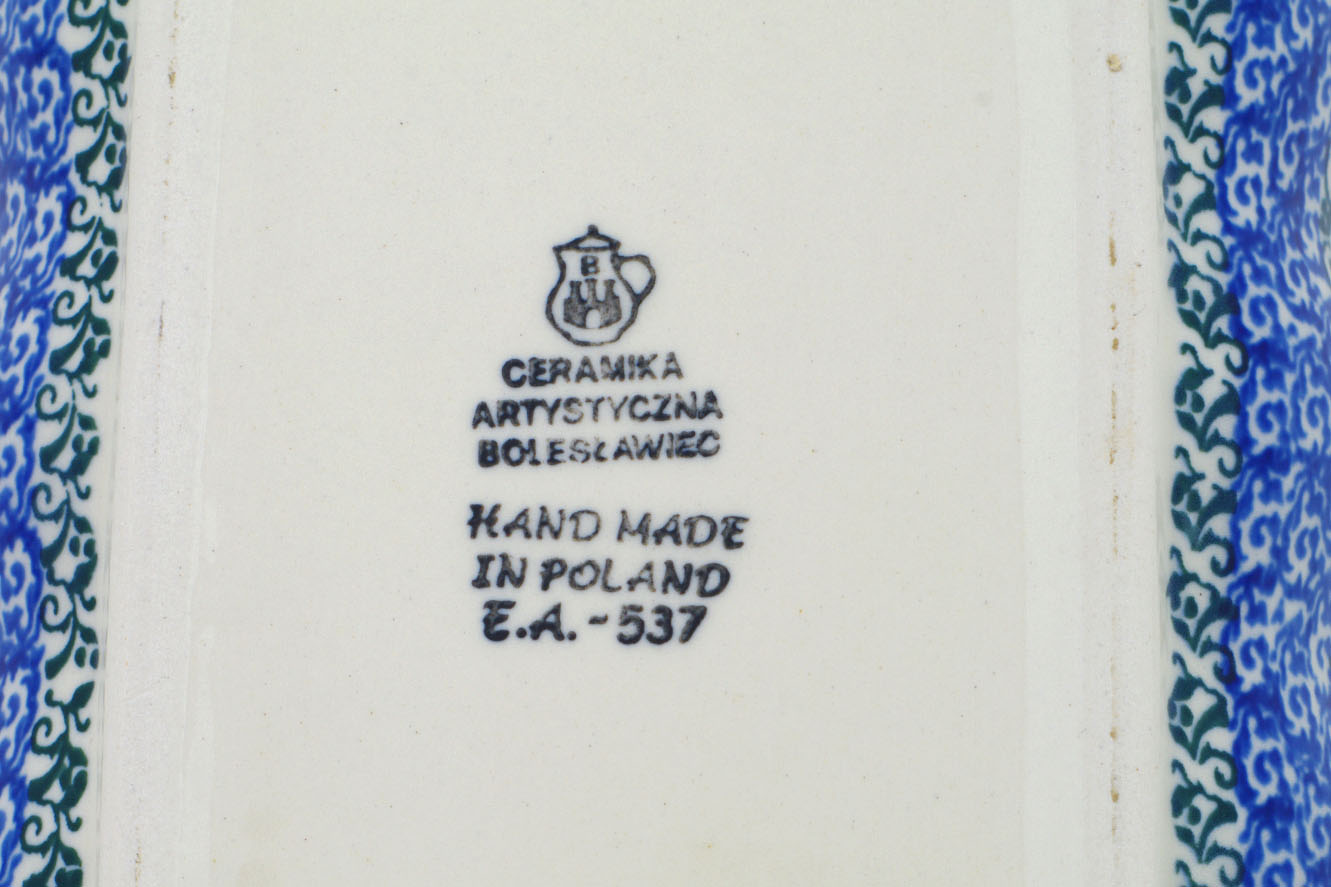 B
CERAMIKA
ARTYSTYCZNA
BOLESŁAWIEC
HAND MADE
IN POLAND
E.A.-537